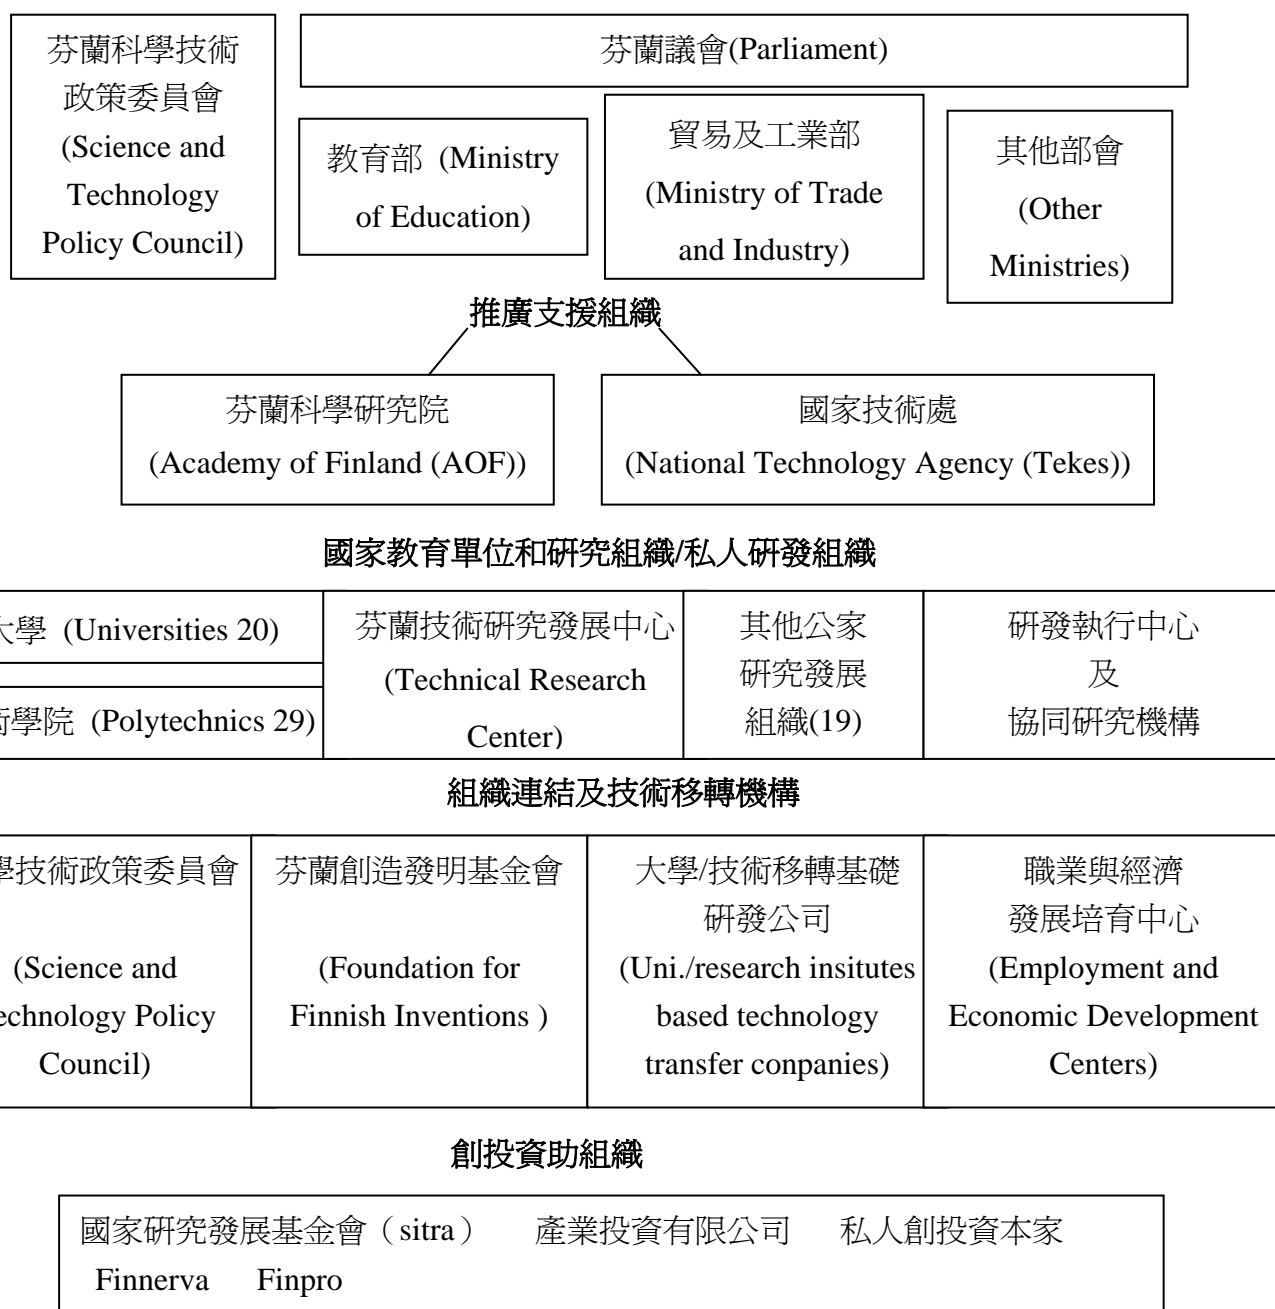 芬蘭科學技術
政策委員會
(Science and
Technology
Policy Council)
芬蘭議會(Parliament)
教育部 (Ministry
of Education)
貿易及工業部
(Ministry of Trade
and Industry)
其他部會
(Other
Ministries)
推廣支援組織
芬蘭科學研究院
(Academy of Finland (AOF))
國家技術處
(National Technology Agency (Tekes))
國家教育單位和研究組織/私人研發組織
大學 (Universities 20)
術學院 (Polytechnics 29)
芬蘭技術研究發展中心
(Technical Research
Center)
其他公家
研究發展
組織(19)
研發執行中心
及
協同研究機構
組織連結及技術移轉機構
學技術政策委員會
(Science and
echnology Policy
Council)
芬蘭創造發明基金會
(Foundation for
Finnish Inventions )
大學/技術移轉基礎
研發公司
(Uni./research insitutes
based technology
transfer conpanies)
職業與經濟
發展培育中心
(Employment and
Economic Development
Centers)
創投資助組織
國家研究發展基金會（sitra） 產業投資有限公司 私人創投資本家
Finnerva Finpro